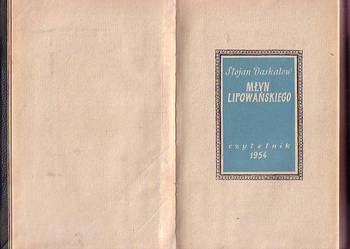 Stojan Daskałow
MŁYN
LIPOWAŃSKIEGO
czytelnik
1954